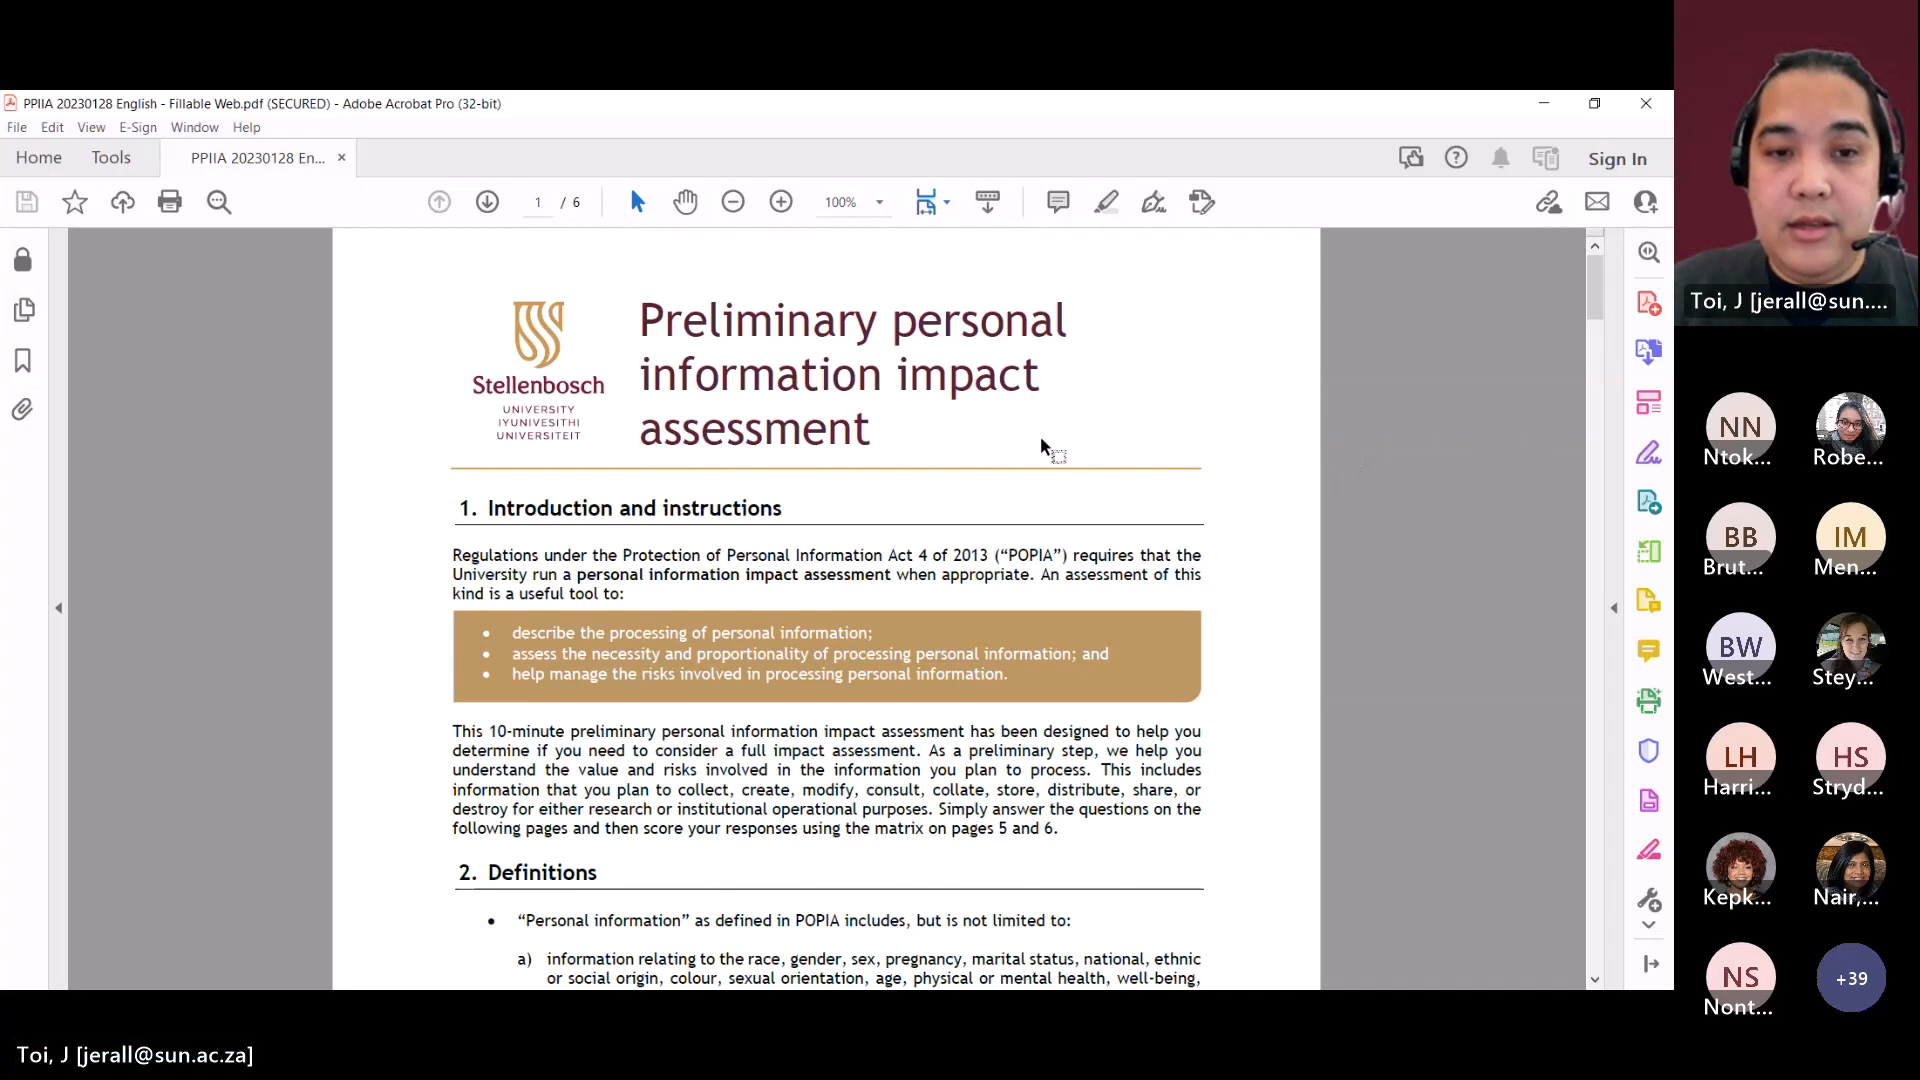 PPIIA 20230128 English - Fillable Web.pdf (SECURED) - Adobe Acrobat Pro (32-bit)
File Edit View E-Sign Window Help
Home Tools PPIIA 20230128 En... × Sign In
1 / 6 100%
Preliminary personal
information impact
assessment
Stellenbosch
UNIVERSITY
IYUNIVESITHI
UNIVERSITEIT
1. Introduction and instructions
Regulations under the Protection of Personal Information Act 4 of 2013 (“POPIA”) requires that the
University run a personal information impact assessment when appropriate. An assessment of this
kind is a useful tool to:
• describe the processing of personal information;
• assess the necessity and proportionality of processing personal information; and
• help manage the risks involved in processing personal information.
This 10-minute preliminary personal information impact assessment has been designed to help you
determine if you need to consider a full impact assessment. As a preliminary step, we help you
understand the value and risks involved in the information you plan to process. This includes
information that you plan to collect, create, modify, consult, collate, store, distribute, share, or
destroy for either research or institutional operational purposes. Simply answer the questions on the
following pages and then score your responses using the matrix on pages 5 and 6.
2. Definitions
• “Personal information” as defined in POPIA includes, but is not limited to:
a) information relating to the race, gender, sex, pregnancy, marital status, national, ethnic
or social origin, colour, sexual orientation, age, physical or mental health, well-being,
Toi, J [jerall@sun....
NN
Ntok... Robe...
BB IM
Brut... Men...
BW
West... Stey...
LH HS
Harri... Stryd...
Kepk... Nair,...
NS +39
Nont...
Toi, J [jerall@sun.ac.za]